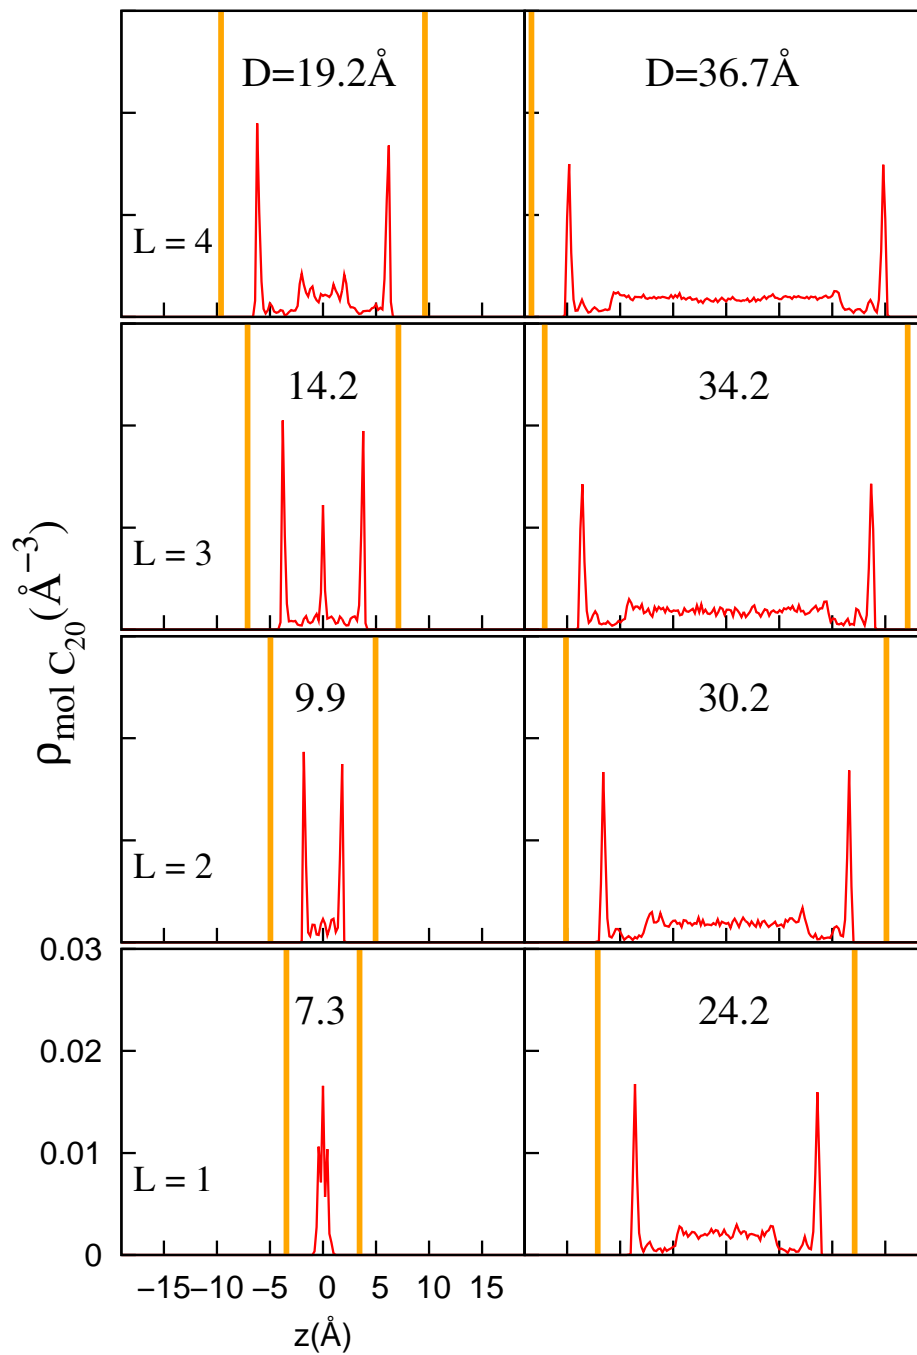 D=19.2Å
D=36.7Å
L = 4
14.2
34.2
L = 3
ρmol C20(Å−3)
9.9
30.2
L = 2
0.03
7.3
24.2
0.02
0.01
L = 1
0
−15 −10 −5 0 5 10 15
z(Å)